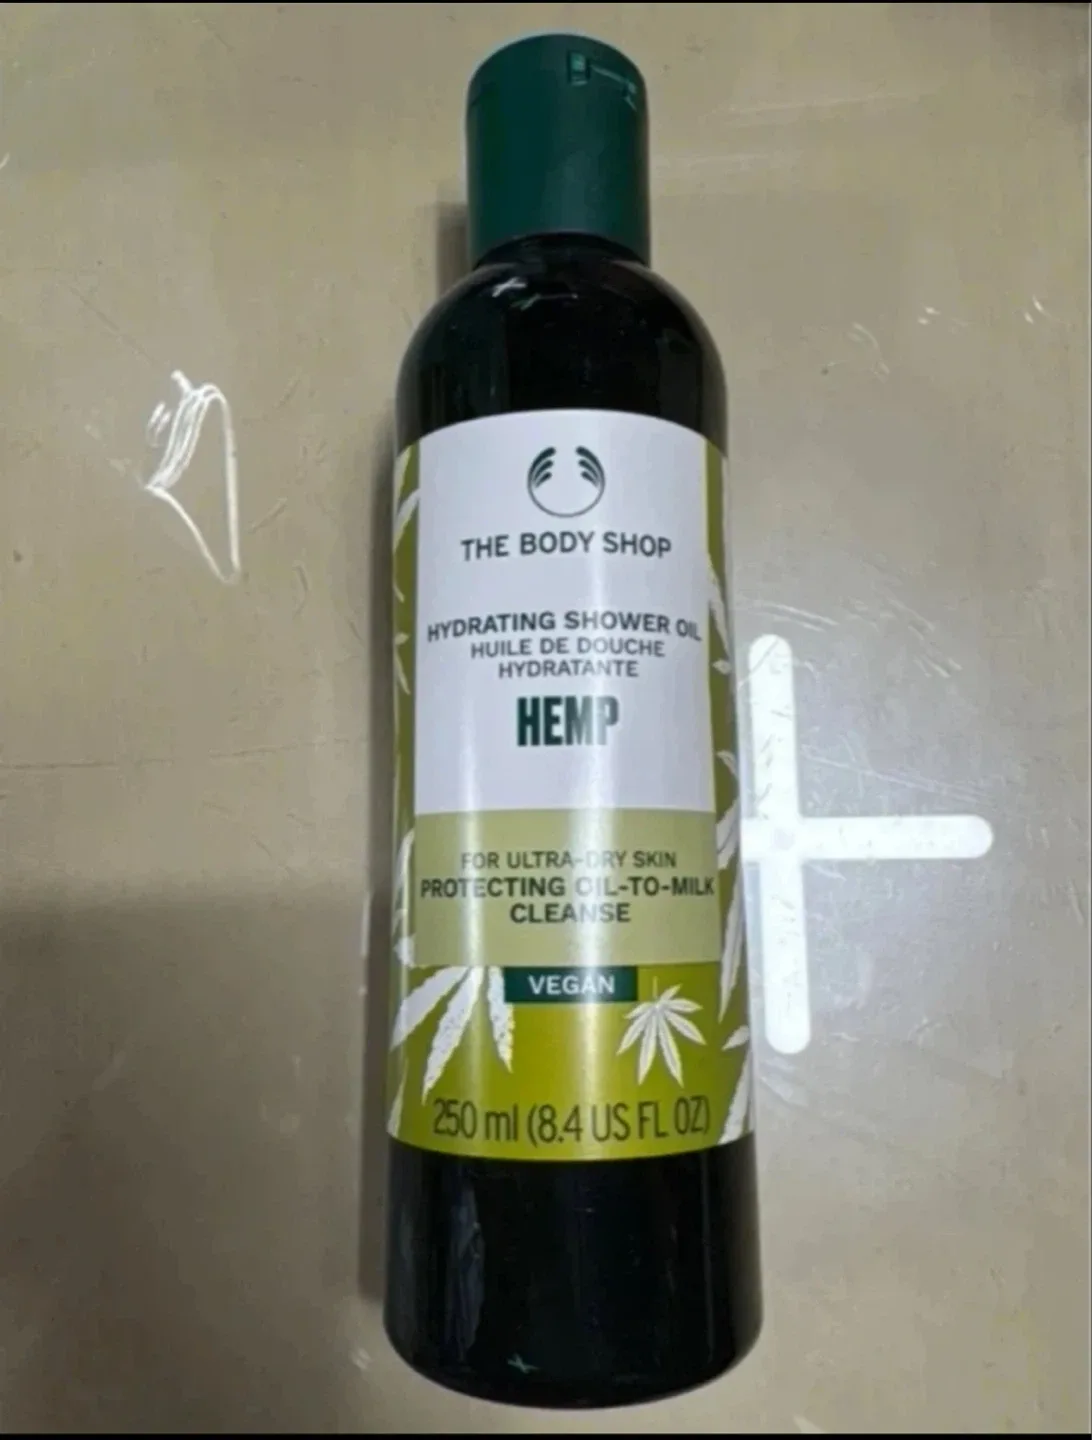 THE BODY SHOP
HYDRATING SHOWER OIL
HUILE DE DOUCHE
HYDRATANTE
HEMP
FOR ULTRA-DRY SKIN
PROTECTING OIL-TO-MILK
CLEANSE
VEGAN
250 ml (8.4 US FL OZ)